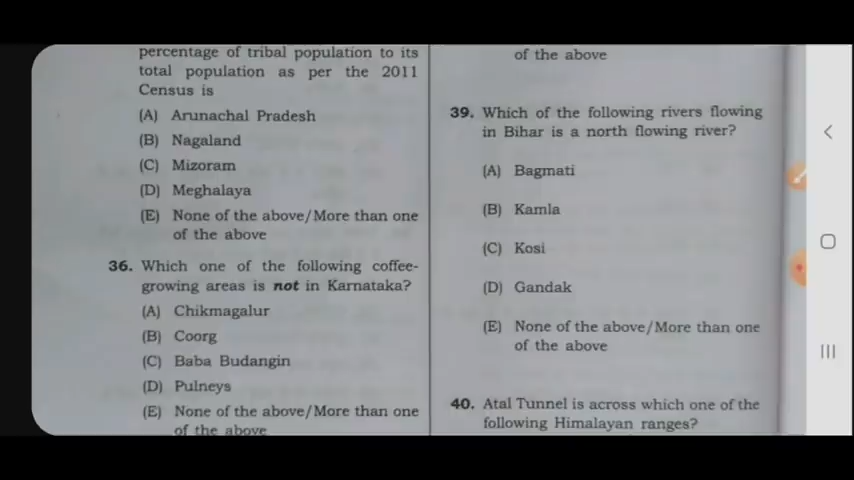 percentage of tribal population to its
total population as per the 2011
Census is
(A) Arunachal Pradesh
(B) Nagaland
(C) Mizoram
(D) Meghalaya
(E) None of the above/More than one
of the above
36. Which one of the following coffee-
growing areas is not in Karnataka?
(A) Chikmagalur
(B) Coorg
(C) Baba Budangin
(D) Pulneys
(E) None of the above/More than one
of the above
of the above
39. Which of the following rivers flowing
in Bihar is a north flowing river?
(A) Bagmati
(B) Kamla
(C) Kosi
(D) Gandak
(E) None of the above/More than one
of the above
40. Atal Tunnel is across which one of the
following Himalayan ranges?